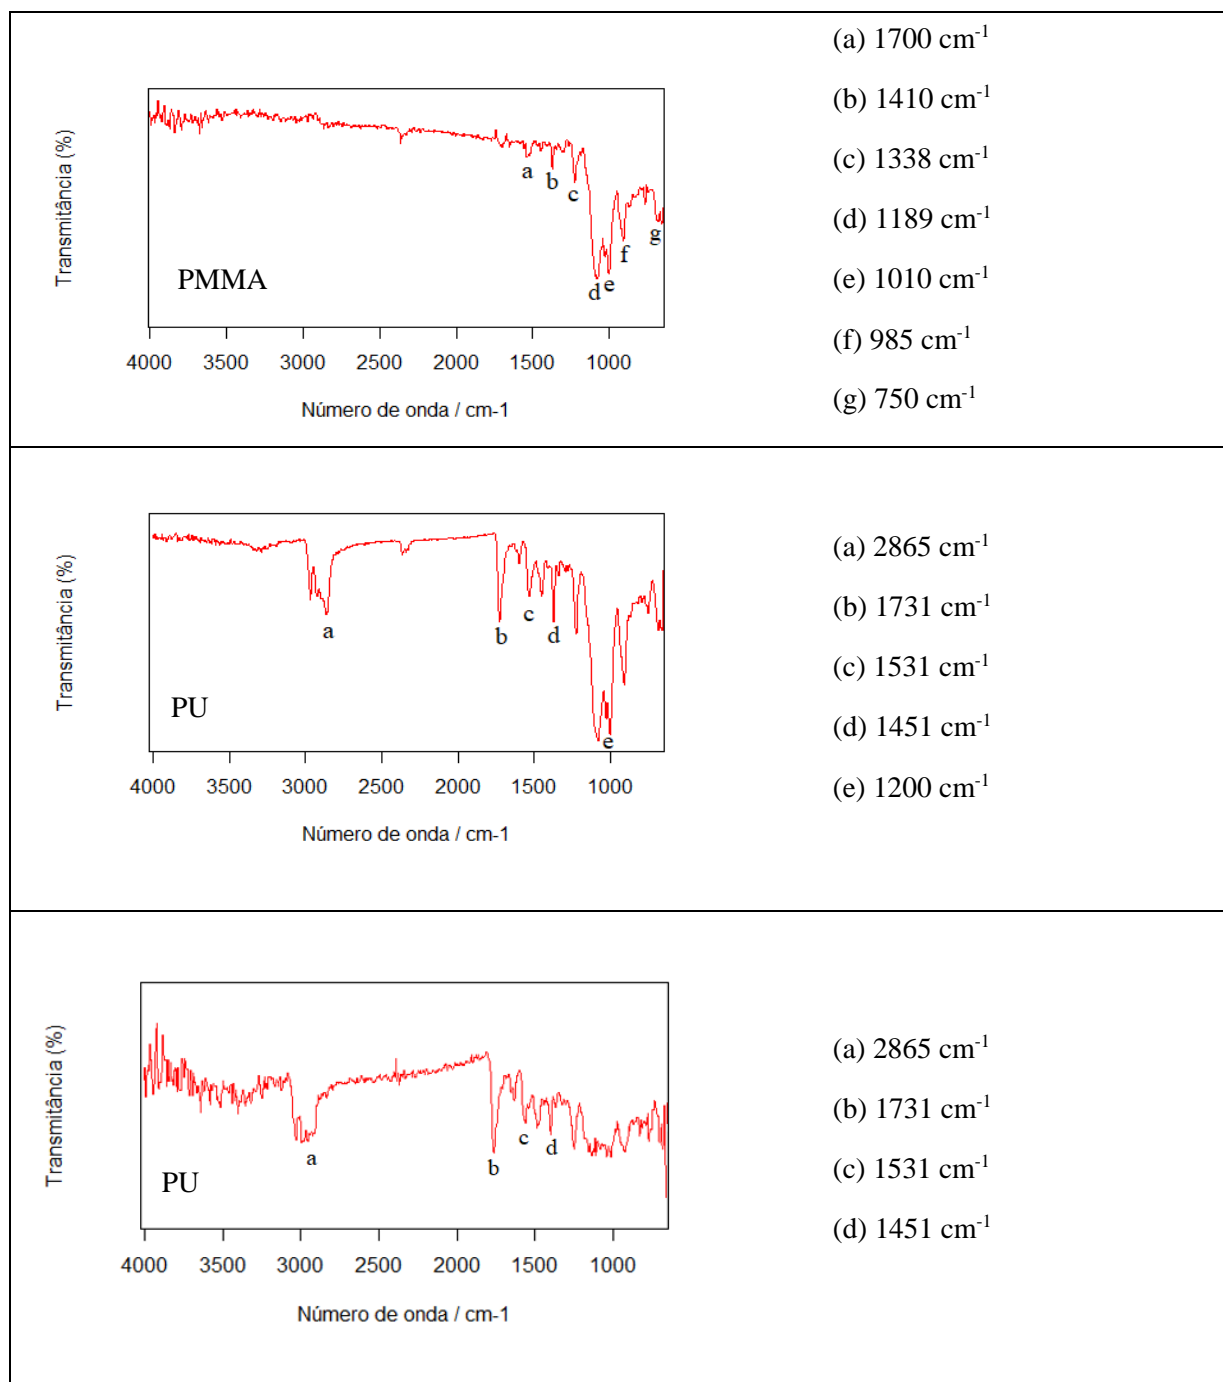 (a) 1700 cm-1
(b) 1410 cm-1
(c) 1338 cm-1
(d) 1189 cm-1
(e) 1010 cm-1
(f) 985 cm-1
(g) 750 cm-1
Transmitância (%)
a
b
c
d
e
f
g
PMMA
4000 3500 3000 2500 2000 1500 1000
Número de onda / cm-1
(a) 2865 cm-1
(b) 1731 cm-1
(c) 1531 cm-1
(d) 1451 cm-1
(e) 1200 cm-1
Transmitância (%)
a
b
c
d
e
PU
4000 3500 3000 2500 2000 1500 1000
Número de onda / cm-1
(a) 2865 cm-1
(b) 1731 cm-1
(c) 1531 cm-1
(d) 1451 cm-1
Transmitância (%)
a
b
c
d
PU
4000 3500 3000 2500 2000 1500 1000
Número de onda / cm-1